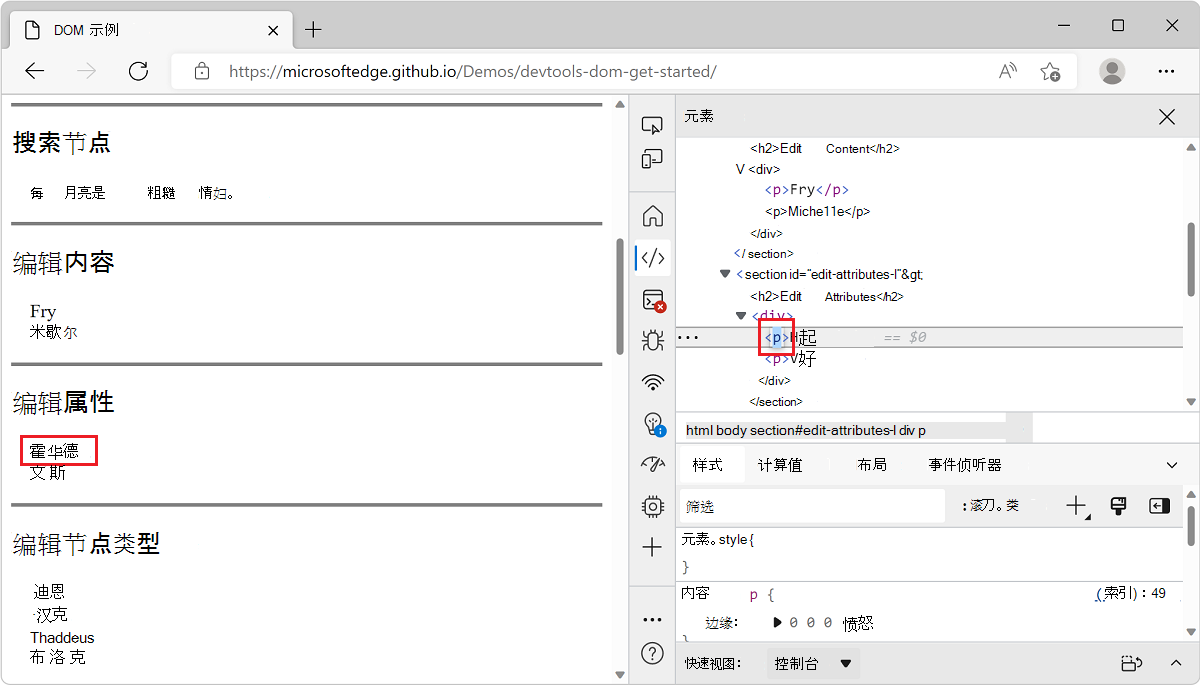 DOM 示例
https://microsoftedge.github.io/Demos/devtools-dom-get-started/
搜索节点
每 月亮是 粗糙 情妇。
编辑内容
Fry
米歇尔
编辑属性
霍华德
文斯
编辑节点类型
迪恩
·汉克
Thaddeus
布洛克
元素
<h2>Edit Content</h2>
V <div>
<p>Fry</p>
<p>Miche11e</p>
</div>
</section>
<section id="edit-attributes-l"&gt;
<h2>Edit Attributes</h2>
<div>
<p>H起 == $0
<p>V好
</div>
</section>
html body section#edit-attributes-l div p
样式 计算值 布局 事件侦听器
筛选 :滚刀。类
元素。style{
}
内容 p { (索引):49
边缘: 0 0 0 愤怒
}
快速视图: 控制台